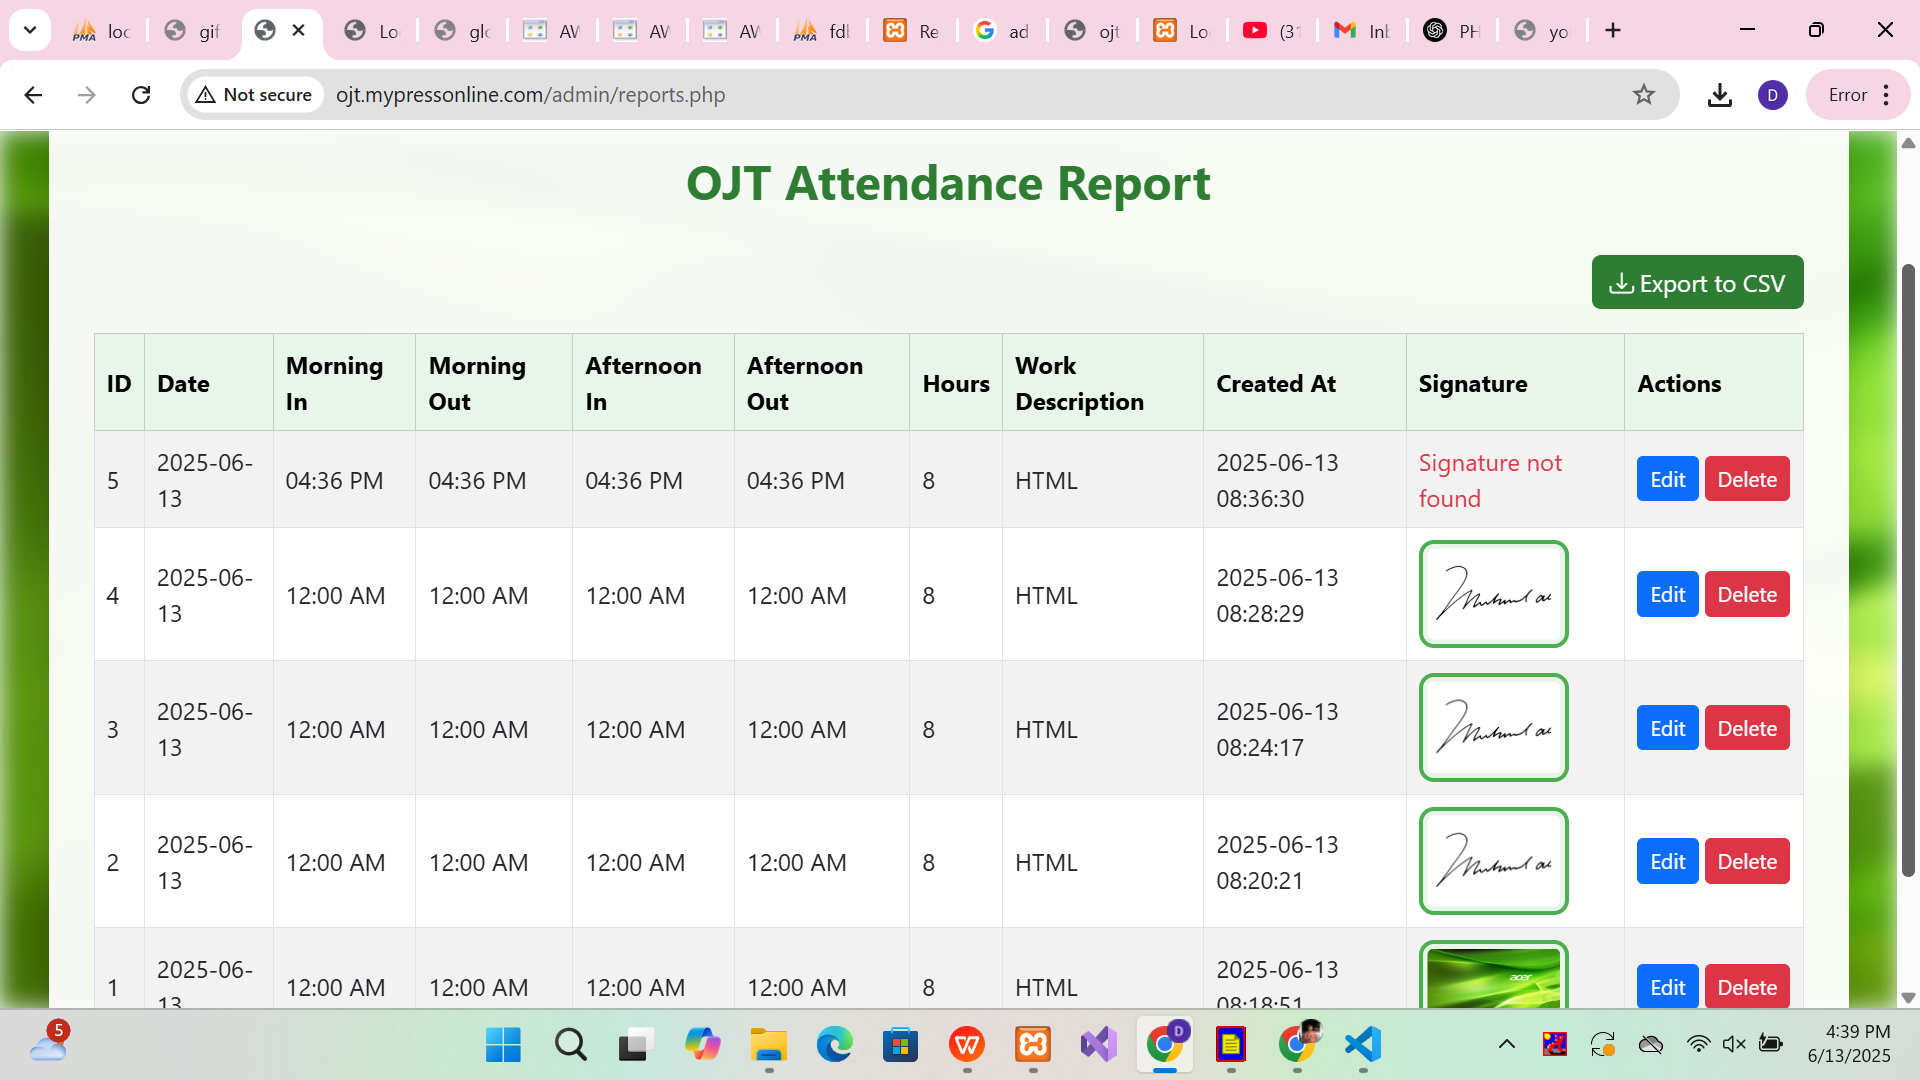 loc
gif
Lo
glo
AW
AW
AW
fdl
Re
ad
ojt
Lo
(31
Inb
PH
yo
Not secure
ojt.mypressonline.com/admin/reports.php
D
Error
OJT Attendance Report
Export to CSV
ID Date Morning In Morning Out Afternoon In Afternoon Out Hours Work Description Created At Signature Actions
5 2025-06-13 04:36 PM 04:36 PM 04:36 PM 04:36 PM 8 HTML 2025-06-13 08:36:30 Signature not found Edit Delete
4 2025-06-13 12:00 AM 12:00 AM 12:00 AM 12:00 AM 8 HTML 2025-06-13 08:28:29 Edit Delete
3 2025-06-13 12:00 AM 12:00 AM 12:00 AM 12:00 AM 8 HTML 2025-06-13 08:24:17 Edit Delete
2 2025-06-13 12:00 AM 12:00 AM 12:00 AM 12:00 AM 8 HTML 2025-06-13 08:20:21 Edit Delete
1 2025-06-13 12:00 AM 12:00 AM 12:00 AM 12:00 AM 8 HTML 2025-06-13 08:18:51 acer Edit Delete
5
D
4:39 PM
6/13/2025